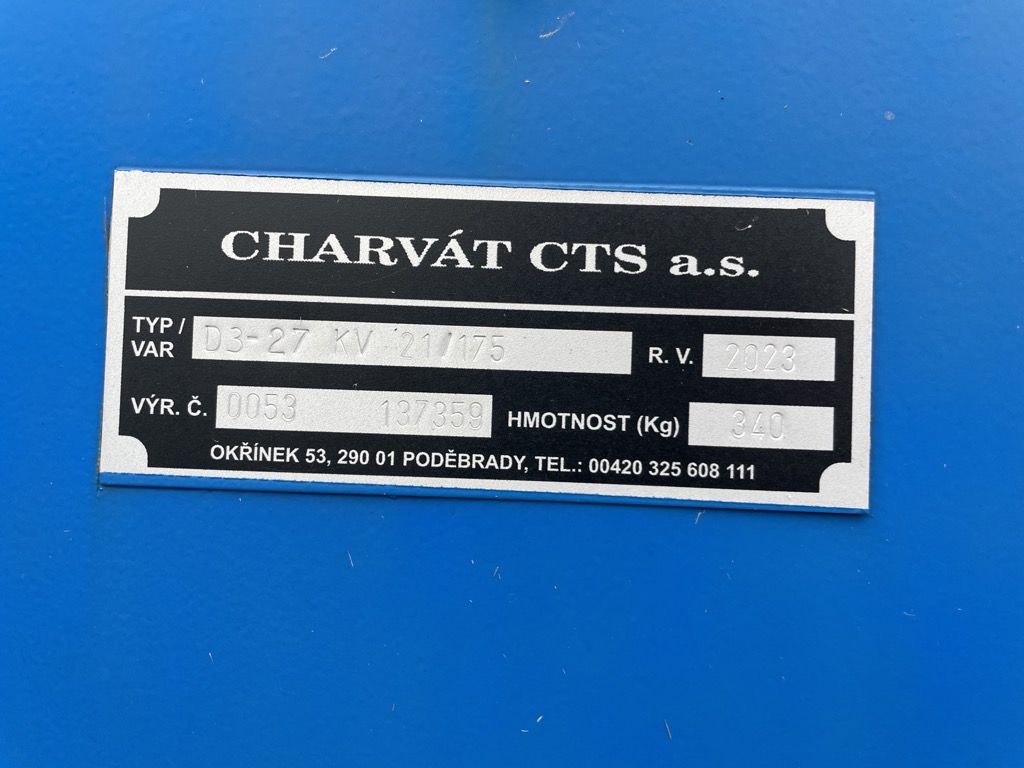 CHARVÁT CTS a.s.
TYP / VAR D3-27 KV 21/175 R. V. 2023
VÝR. Č. 0053 137359 HMOTNOST (Kg) 340
OKŘÍNEK 53, 290 01 PODĚBRADY, TEL.: 00420 325 608 111